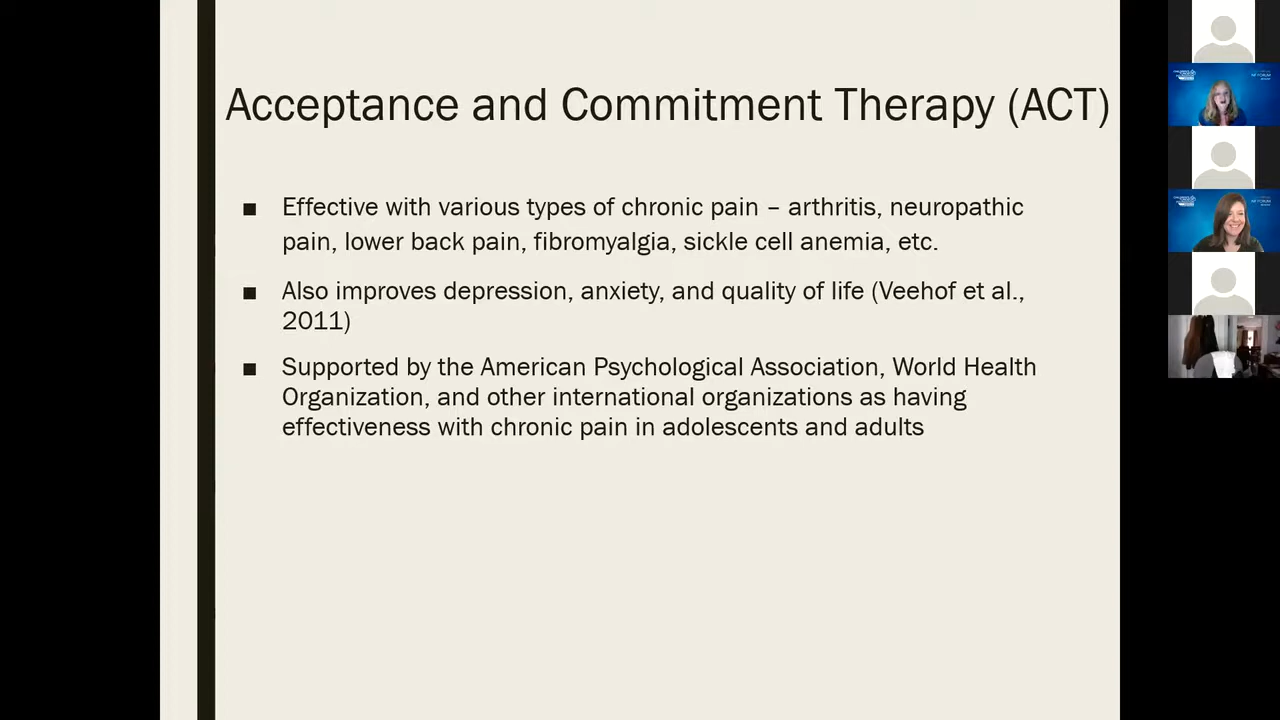 Acceptance and Commitment Therapy (ACT)
■ Effective with various types of chronic pain – arthritis, neuropathic
pain, lower back pain, fibromyalgia, sickle cell anemia, etc.
■ Also improves depression, anxiety, and quality of life (Veehof et al.,
2011)
■ Supported by the American Psychological Association, World Health
Organization, and other international organizations as having
effectiveness with chronic pain in adolescents and adults